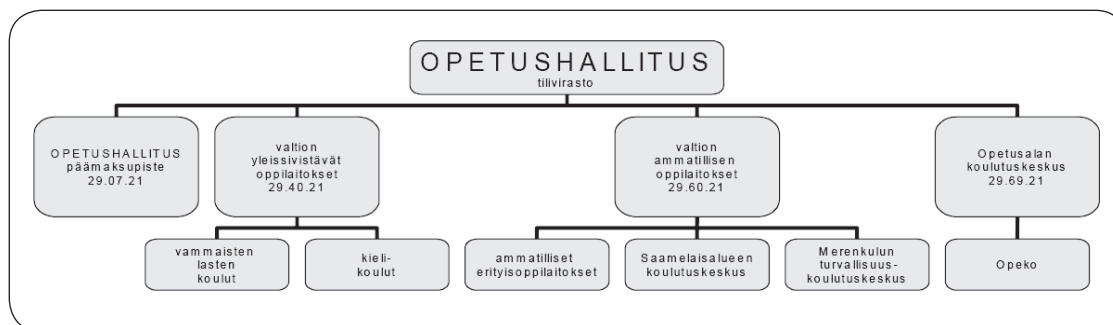 OPETUSHALLITUS
tilivirasto
OPETUSHALLITUS
päämaksupiste
29.07.21
valtion
yleissivistävät
oppilaitokset
29.40.21
valtion
ammatillisen
oppilaitokset
29.60.21
Opetusalan
koulutuskeskus
29.69.21
vammaisten
lasten
koulut
kieli-
koulut
ammatilliset
erityisoppilaitokset
Saamelaisalueen
koulutuskeskus
Merenkulun
turvallisuus-
koulutuskeskus
Opeko